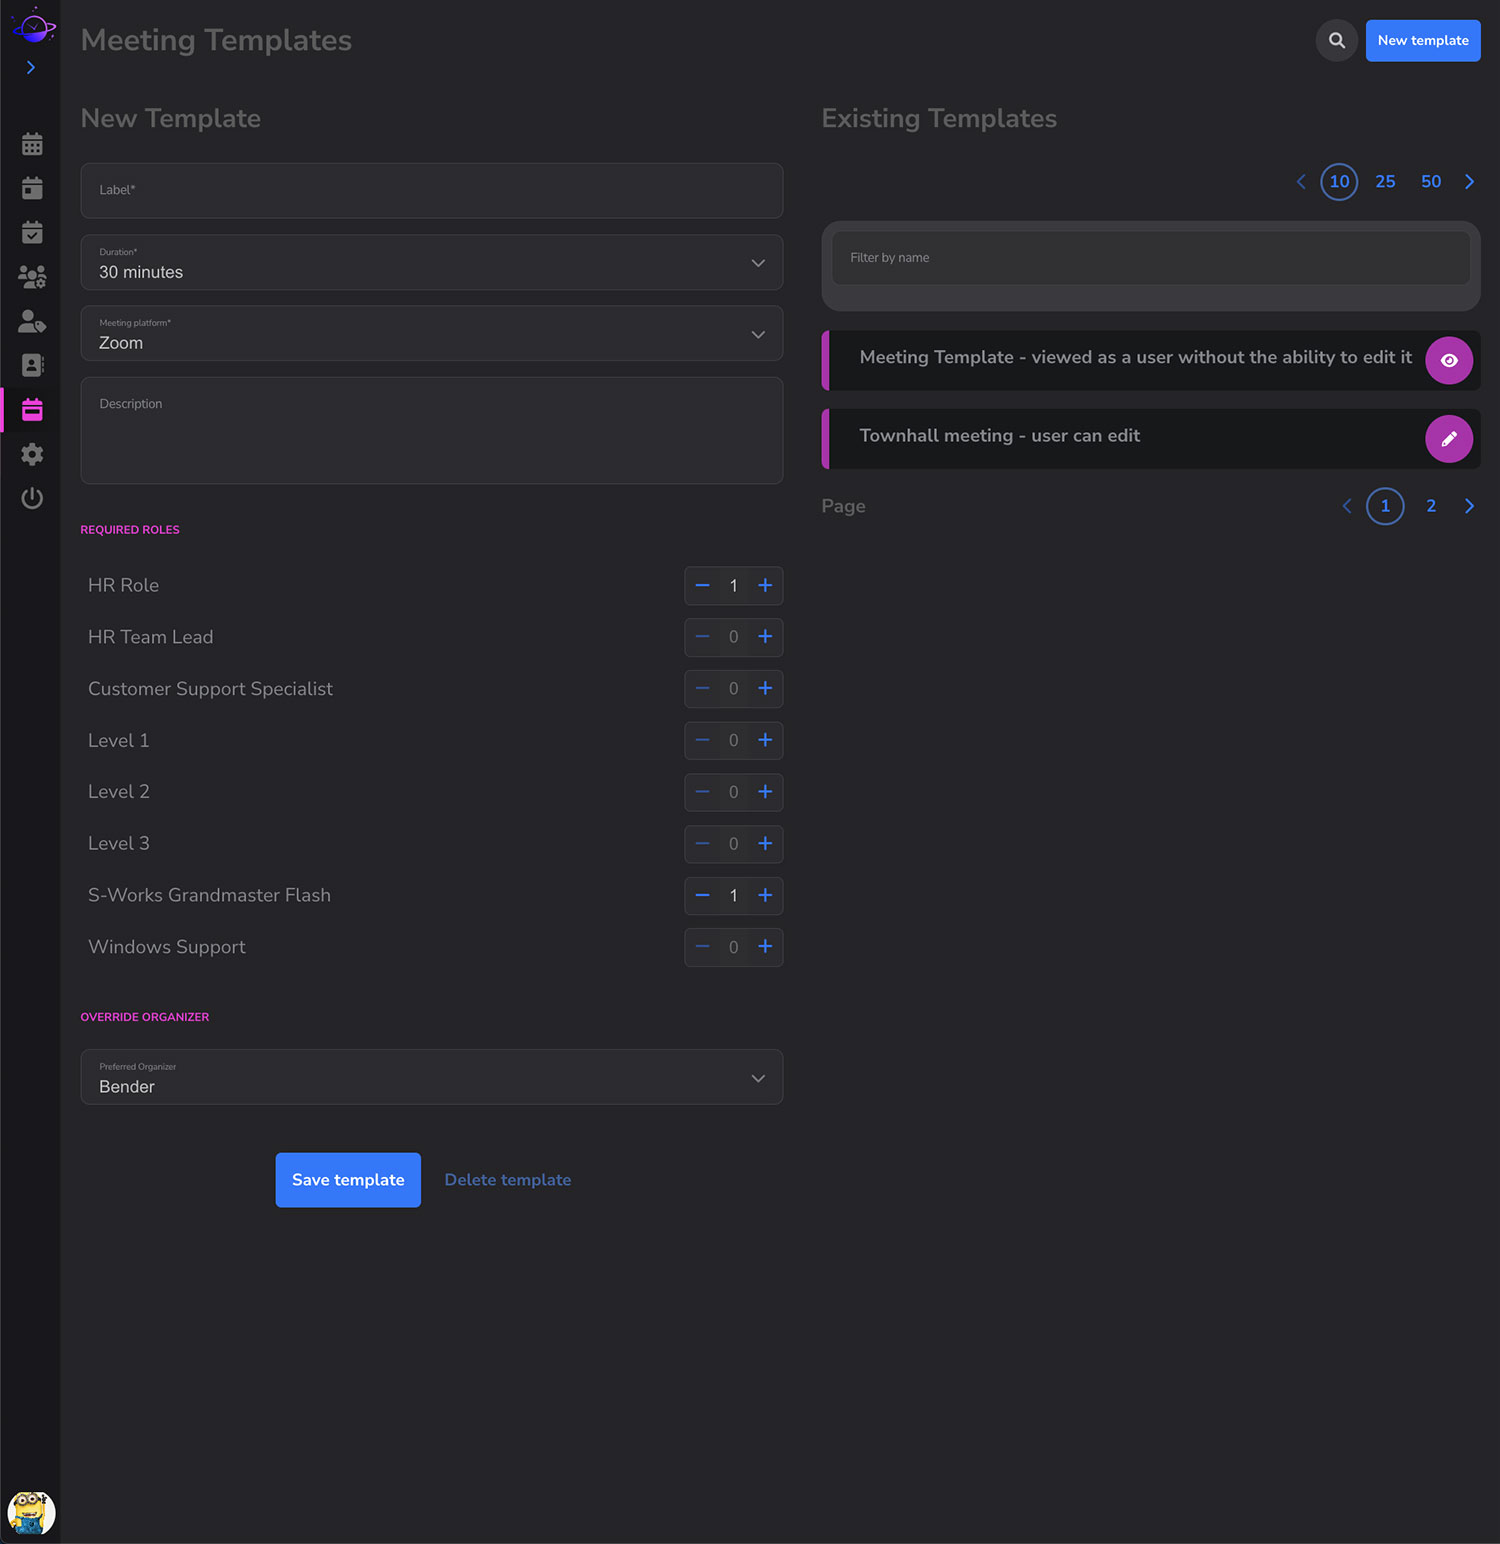 Meeting Templates
New template
New Template
Label*
Duration*
30 minutes
Meeting platform*
Zoom
Description
REQUIRED ROLES
HR Role 1
HR Team Lead 0
Customer Support Specialist 0
Level 1 0
Level 2 0
Level 3 0
S-Works Grandmaster Flash 1
Windows Support 0
OVERRIDE ORGANIZER
Preferred Organizer
Bender
Save template Delete template
Existing Templates
10 25 50
Filter by name
Meeting Template - viewed as a user without the ability to edit it
Townhall meeting - user can edit
Page 1 2